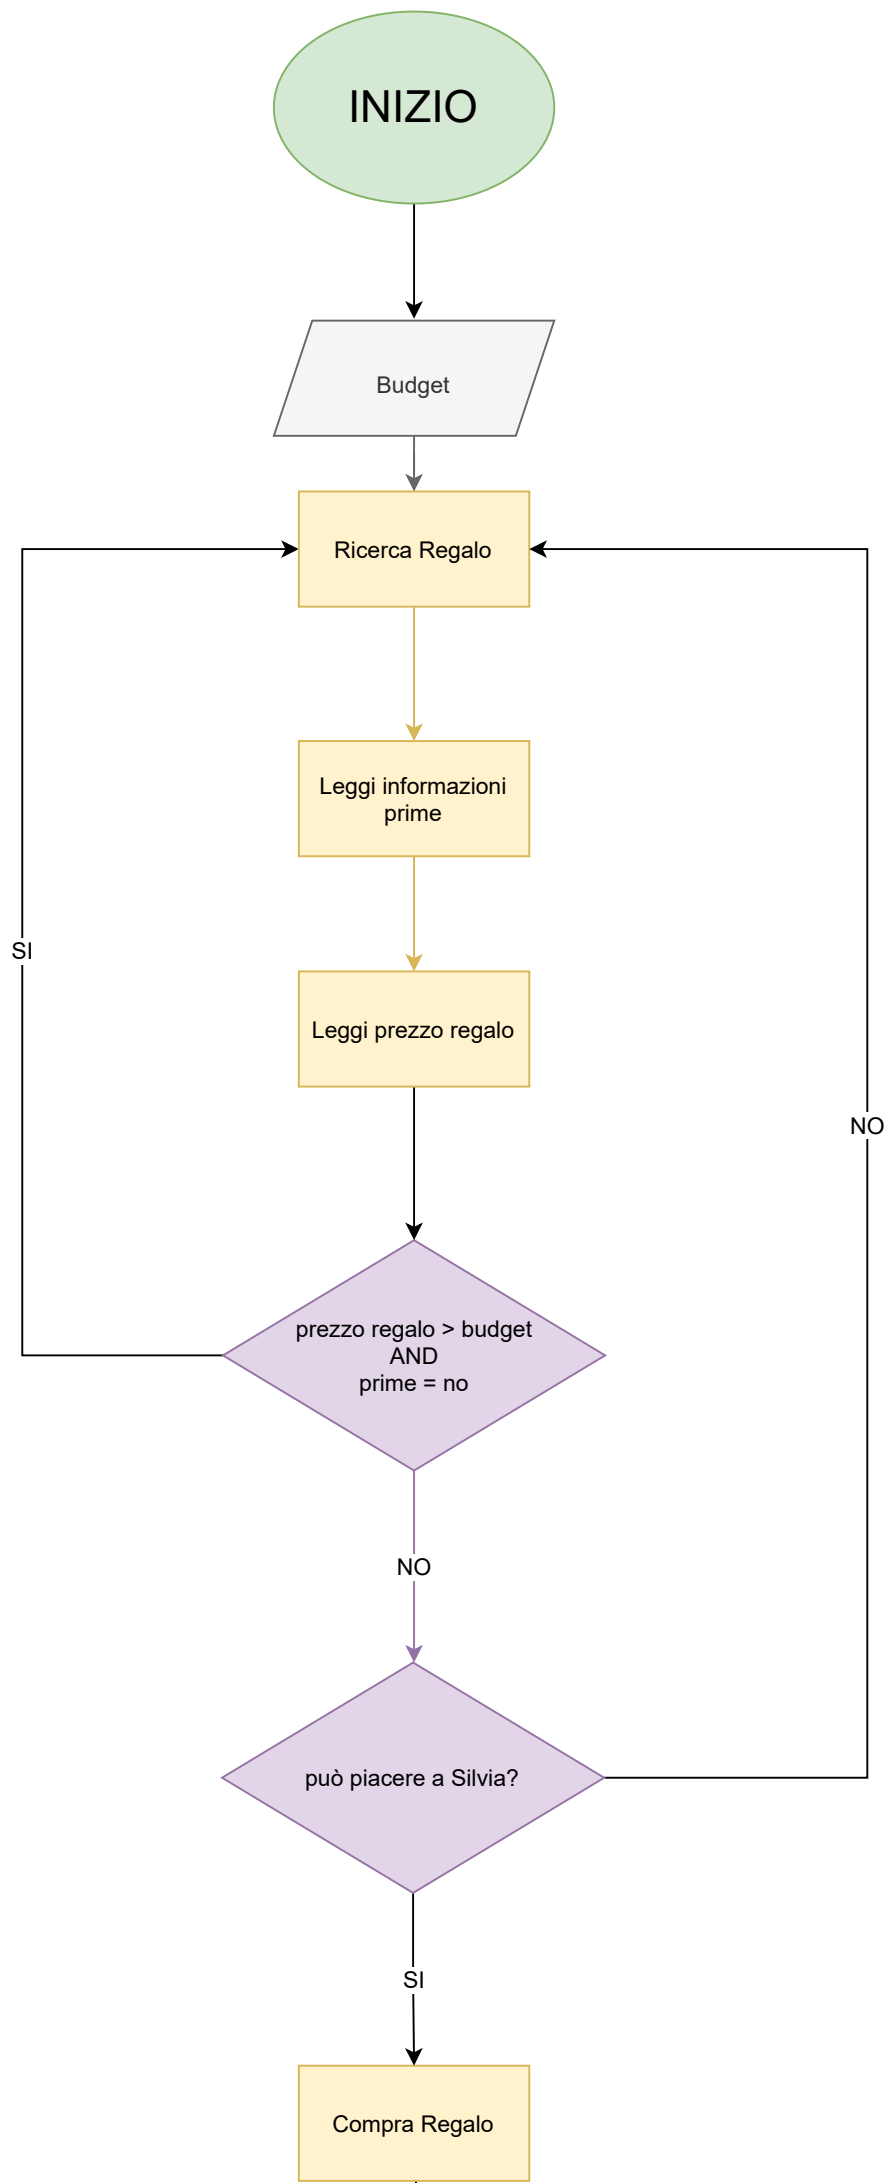 INIZIO
Budget
Ricerca Regalo
Leggi informazioni
prime
SI
Leggi prezzo regalo
NO
prezzo regalo > budget
AND
prime = no
NO
può piacere a Silvia?
SI
Compra Regalo